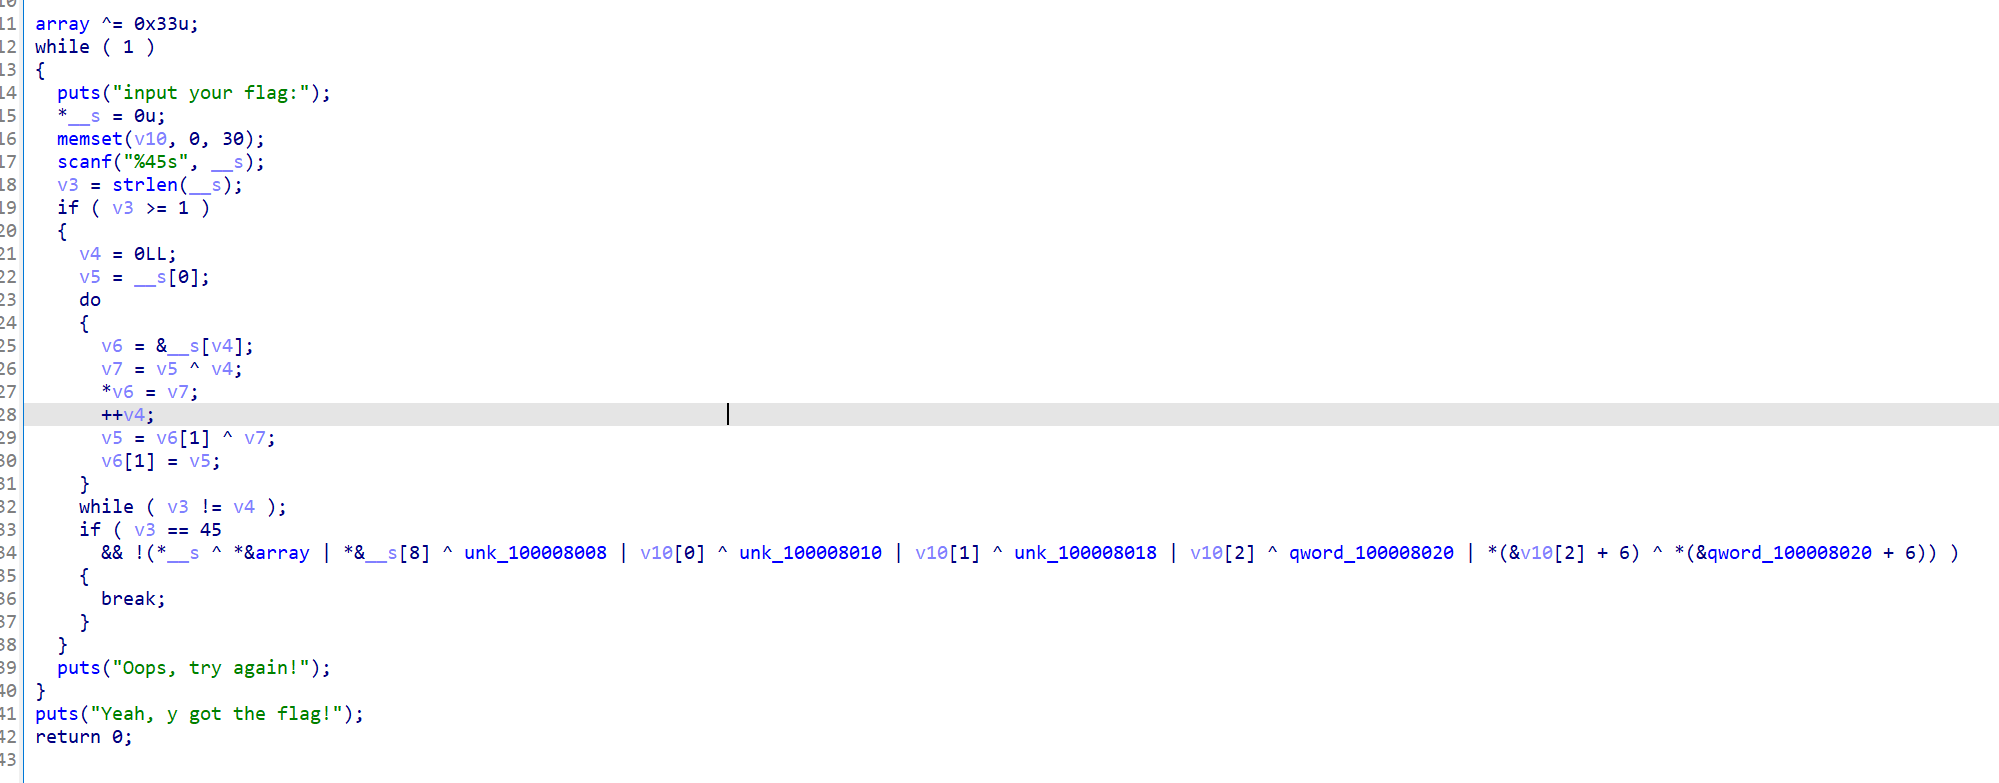 11 array ^= 0x33u;
12 while ( 1 )
13 {
14 puts("input your flag:");
15 *__s = 0u;
16 memset(v10, 0, 30);
17 scanf("%45s", __s);
18 v3 = strlen(__s);
19 if ( v3 >= 1 )
20 {
21 v4 = 0LL;
22 v5 = __s[0];
23 do
24 {
25 v6 = &__s[v4];
26 v7 = v5 ^ v4;
27 *v6 = v7;
28 ++v4;
29 v5 = v6[1] ^ v7;
30 v6[1] = v5;
31 }
32 while ( v3 != v4 );
33 if ( v3 == 45
34 && !(*__s ^ *&array | *&__s[8] ^ unk_100008008 | v10[0] ^ unk_100008010 | v10[1] ^ unk_100008018 | v10[2] ^ qword_100008020 | *(&v10[2] + 6) ^ *(&qword_100008020 + 6)) )
35 {
36 break;
37 }
38 }
39 puts("Oops, try again!");
40 }
41 puts("Yeah, y got the flag!");
42 return 0;
43